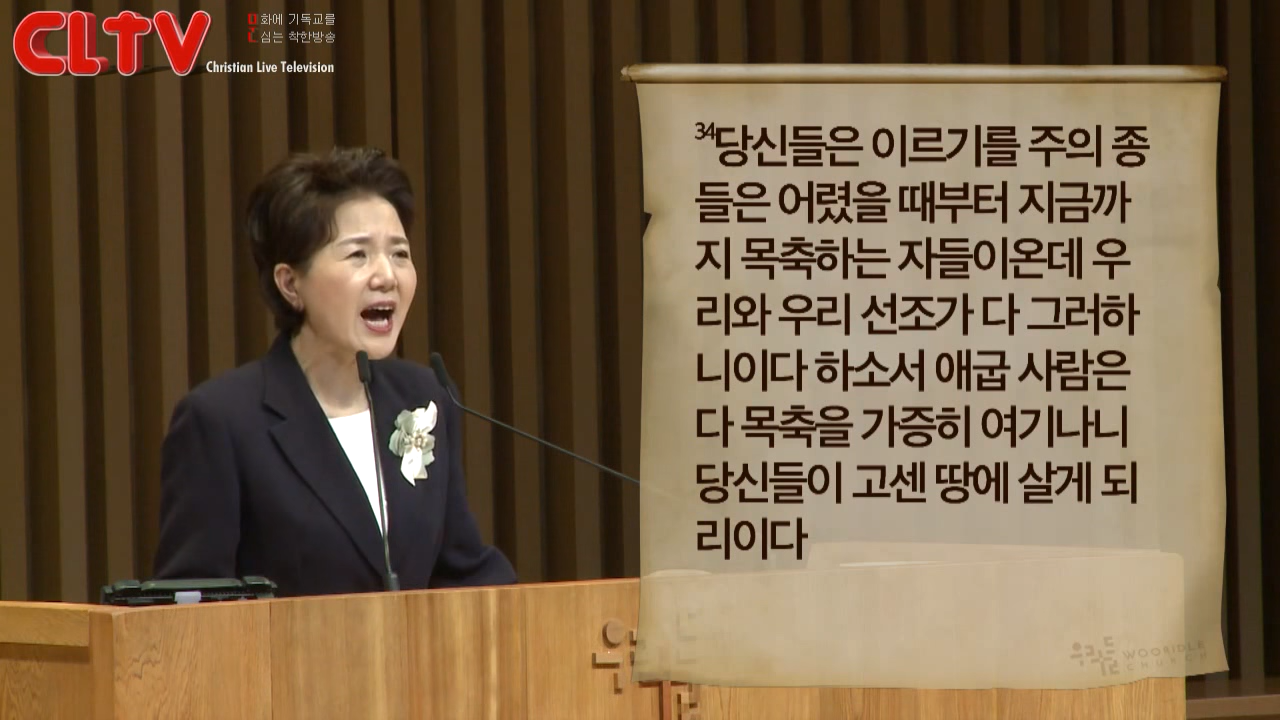 CLTV
문화에 기독교를
심는 착한방송
Christian Live Television
34당신들은 이르기를 주의 종
들은 어렸을 때부터 지금까
지 목축하는 자들이온데 우
리와 우리 선조가 다 그러하
니이다 하소서 애굽 사람은
다 목축을 가증히 여기나니
당신들이 고센 땅에 살게 되
리이다
우리들 WOORIDLE
CHURCH